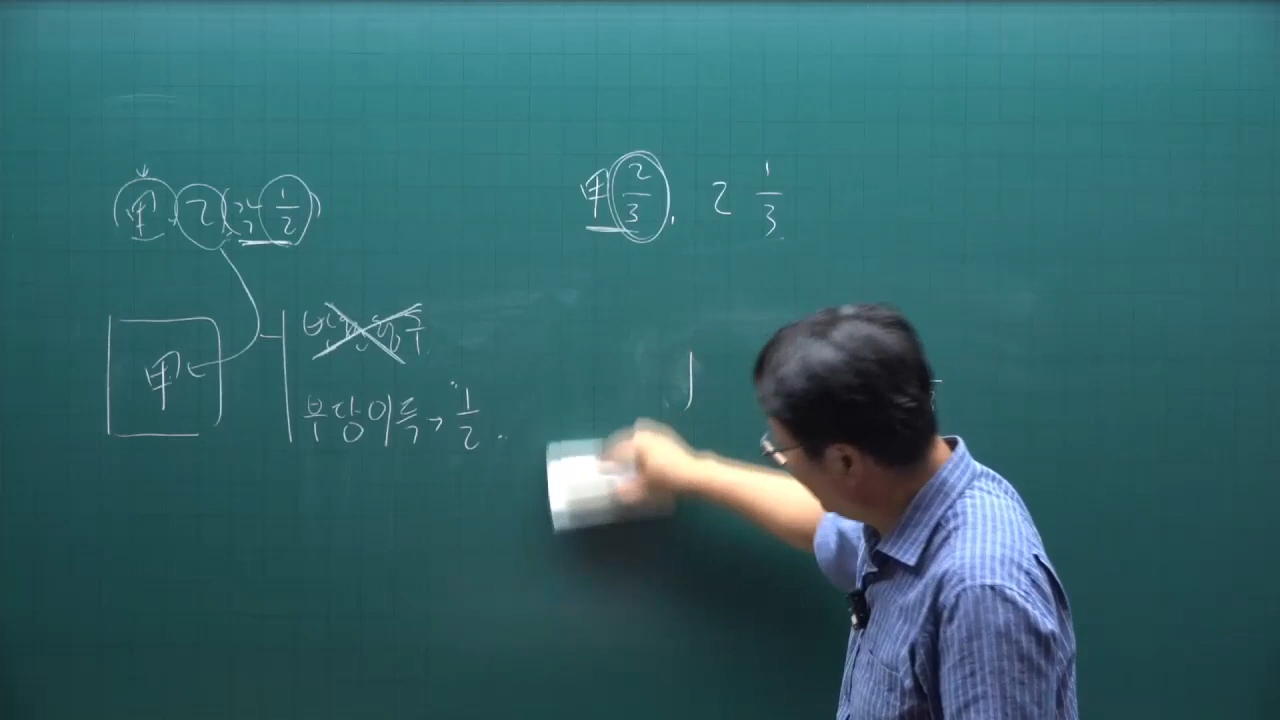 (甲, 乙 각 1/2)
甲 2/3, 乙 1/3
甲
부당이득 → 1/2